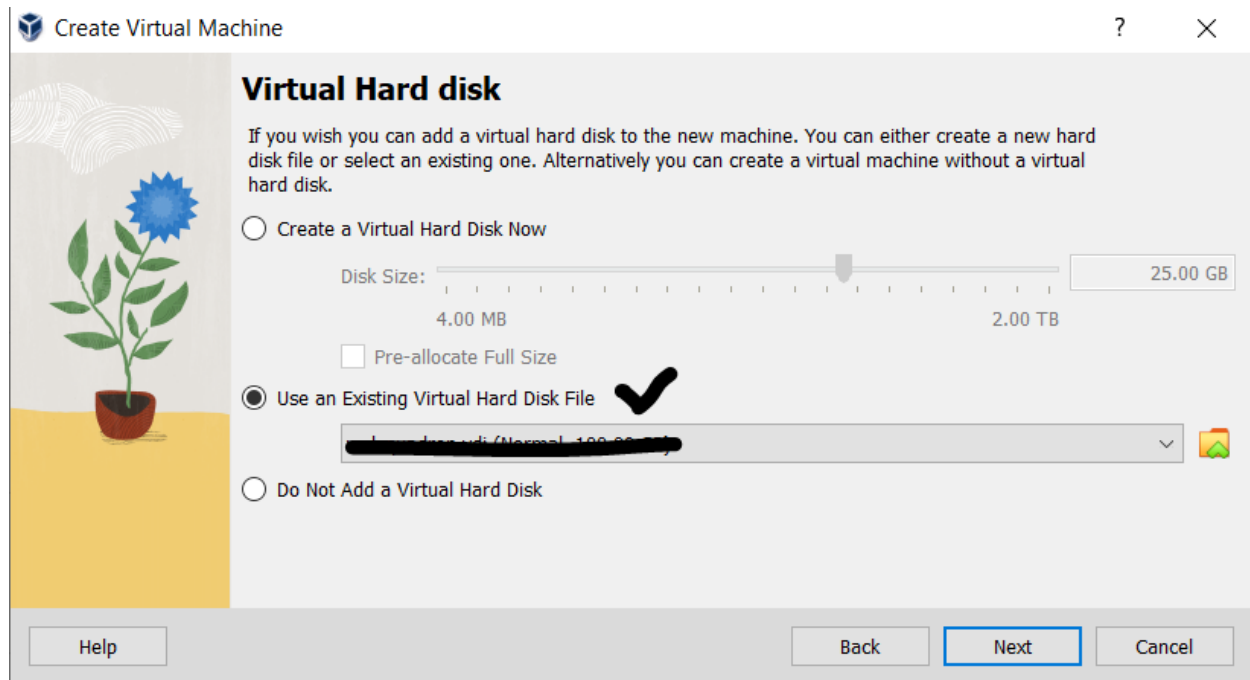 Create Virtual Machine
?
Virtual Hard disk
If you wish you can add a virtual hard disk to the new machine. You can either create a new hard
disk file or select an existing one. Alternatively you can create a virtual machine without a virtual
hard disk.
Create a Virtual Hard Disk Now
Disk Size:
25.00 GB
4.00 MB
2.00 TB
Pre-allocate Full Size
Use an Existing Virtual Hard Disk File
Do Not Add a Virtual Hard Disk
Help
Back
Next
Cancel